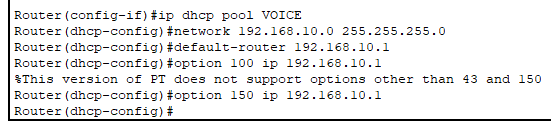 Router(config-if)#ip dhcp pool VOICE
Router(dhcp-config)#network 192.168.10.0 255.255.255.0
Router(dhcp-config)#default-router 192.168.10.1
Router(dhcp-config)#option 100 ip 192.168.10.1
%This version of PT does not support options other than 43 and 150
Router(dhcp-config)#option 150 ip 192.168.10.1
Router(dhcp-config)#